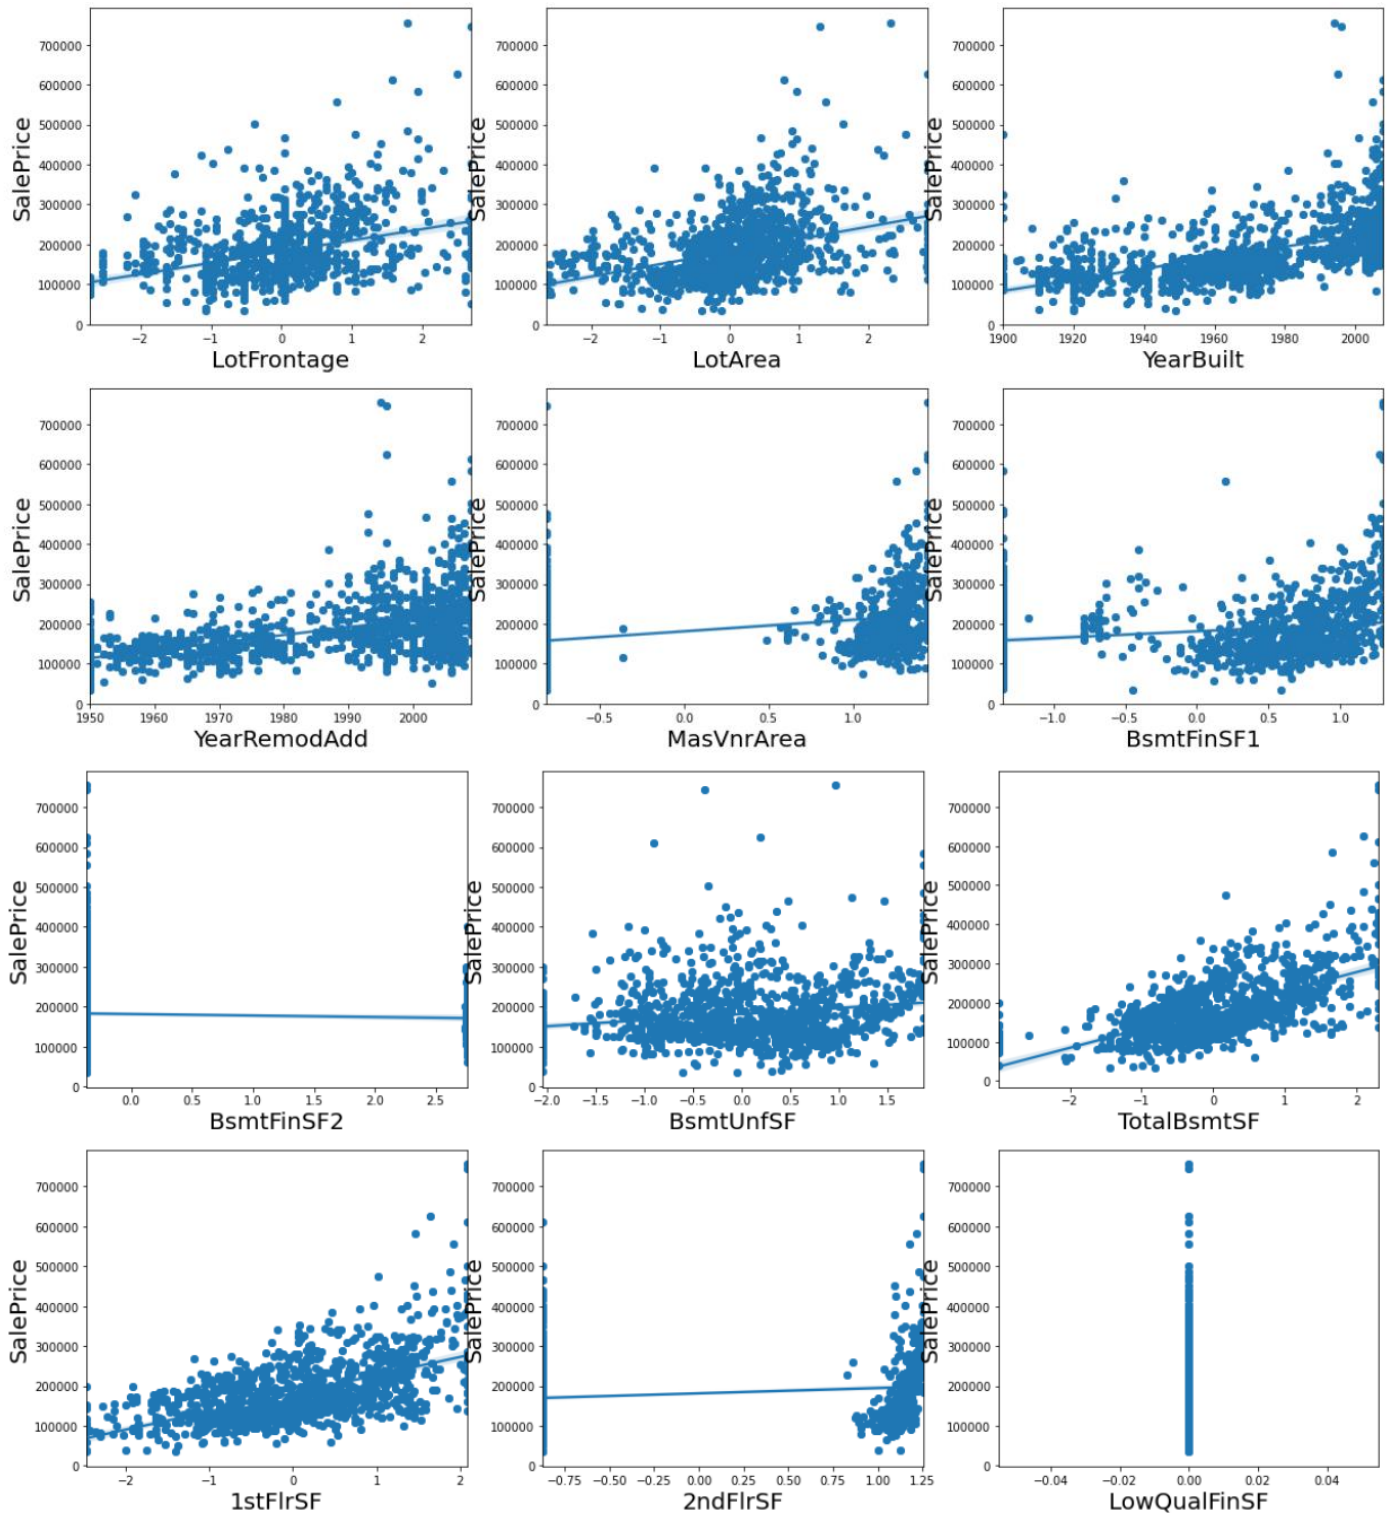 SalePrice
700000
600000
500000
400000
300000
200000
100000
0
−2 −1 0 1 2
LotFrontage
SalePrice
700000
600000
500000
400000
300000
200000
100000
0
−2 −1 0 1 2
LotArea
SalePrice
700000
600000
500000
400000
300000
200000
100000
0
1900 1920 1940 1960 1980 2000
YearBuilt
SalePrice
700000
600000
500000
400000
300000
200000
100000
0
1950 1960 1970 1980 1990 2000
YearRemodAdd
SalePrice
700000
600000
500000
400000
300000
200000
100000
0
−0.5 0.0 0.5 1.0
MasVnrArea
SalePrice
700000
600000
500000
400000
300000
200000
100000
0
−1.0 −0.5 0.0 0.5 1.0
BsmtFinSF1
SalePrice
700000
600000
500000
400000
300000
200000
100000
0
0.0 0.5 1.0 1.5 2.0 2.5
BsmtFinSF2
SalePrice
700000
600000
500000
400000
300000
200000
100000
0
−2.0 −1.5 −1.0 −0.5 0.0 0.5 1.0 1.5
BsmtUnfSF
SalePrice
700000
600000
500000
400000
300000
200000
100000
0
−2 −1 0 1 2
TotalBsmtSF
SalePrice
700000
600000
500000
400000
300000
200000
100000
0
−2 −1 0 1 2
1stFlrSF
SalePrice
700000
600000
500000
400000
300000
200000
100000
0
−0.75 −0.50 −0.25 0.00 0.25 0.50 0.75 1.00 1.25
2ndFlrSF
SalePrice
700000
600000
500000
400000
300000
200000
100000
0
−0.04 −0.02 0.00 0.02 0.04
LowQualFinSF